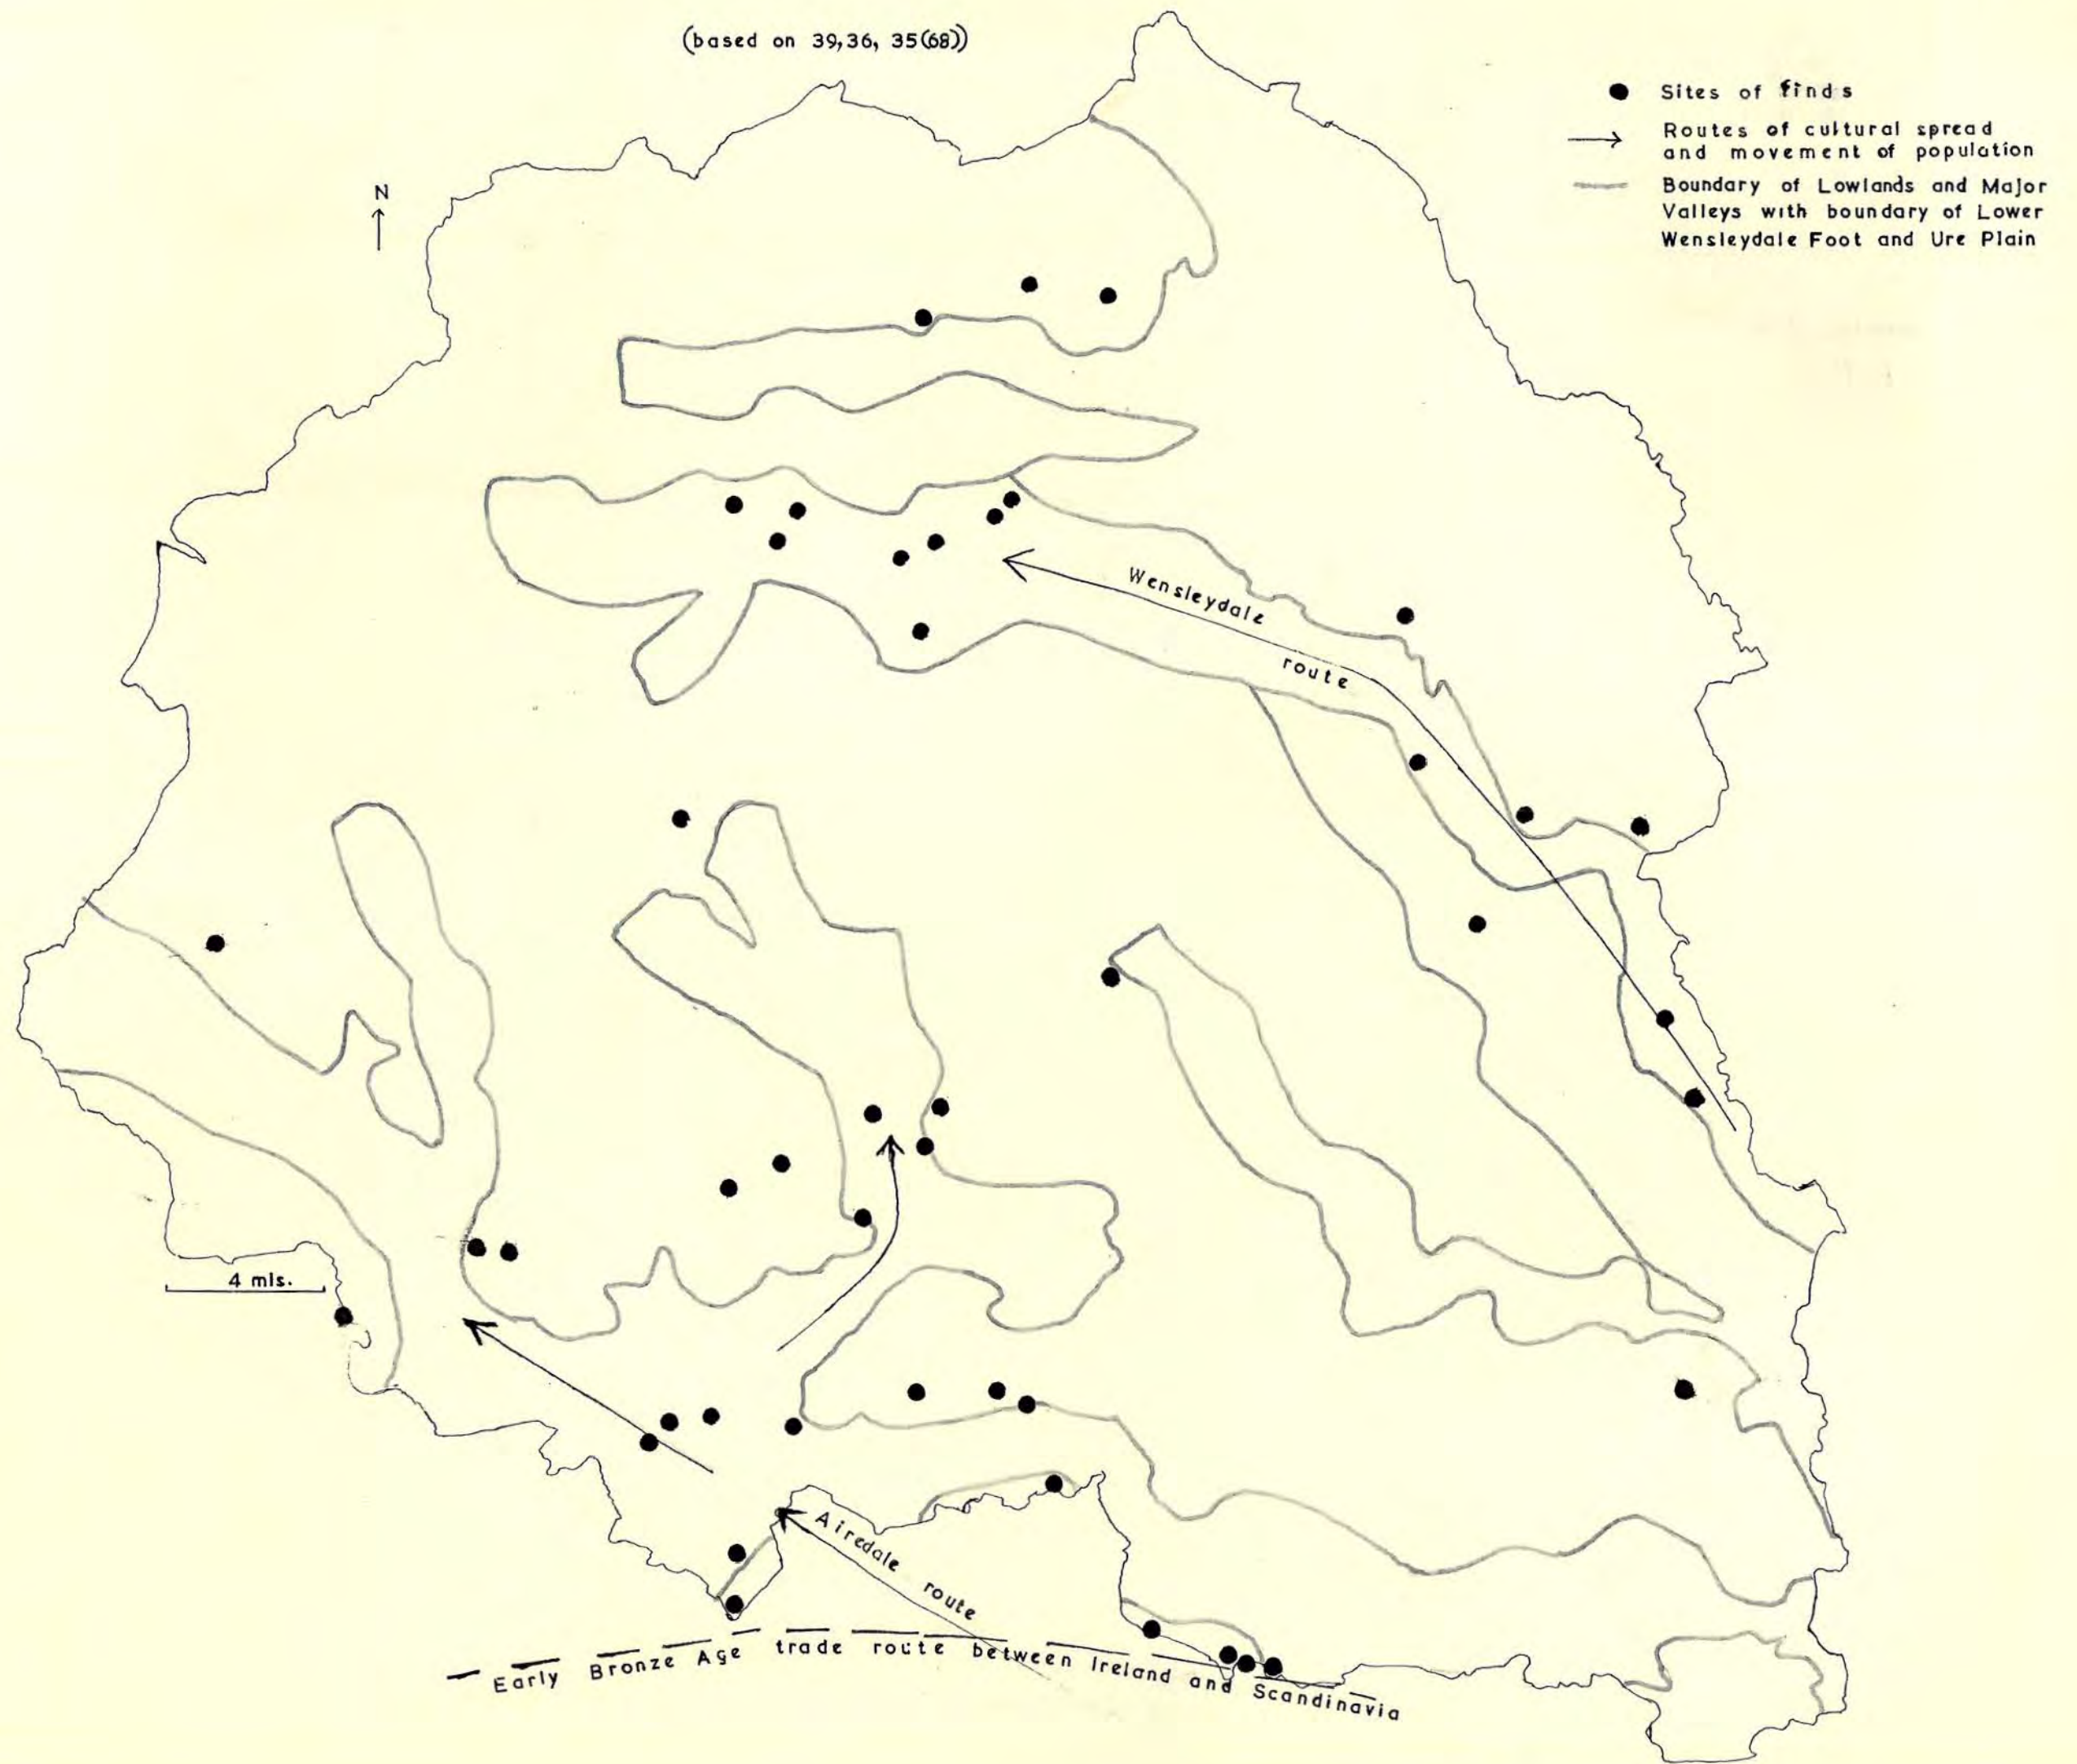 (based on 39,36, 35(68))
Sites of finds
Routes of cultural spread
and movement of population
Boundary of Lowlands and Major
Valleys with boundary of Lower
Wensleydale Foot and Ure Plain
N
Wensleydale
route
4 mls.
Airedale route
Early Bronze Age trade route between Ireland and Scandinavia